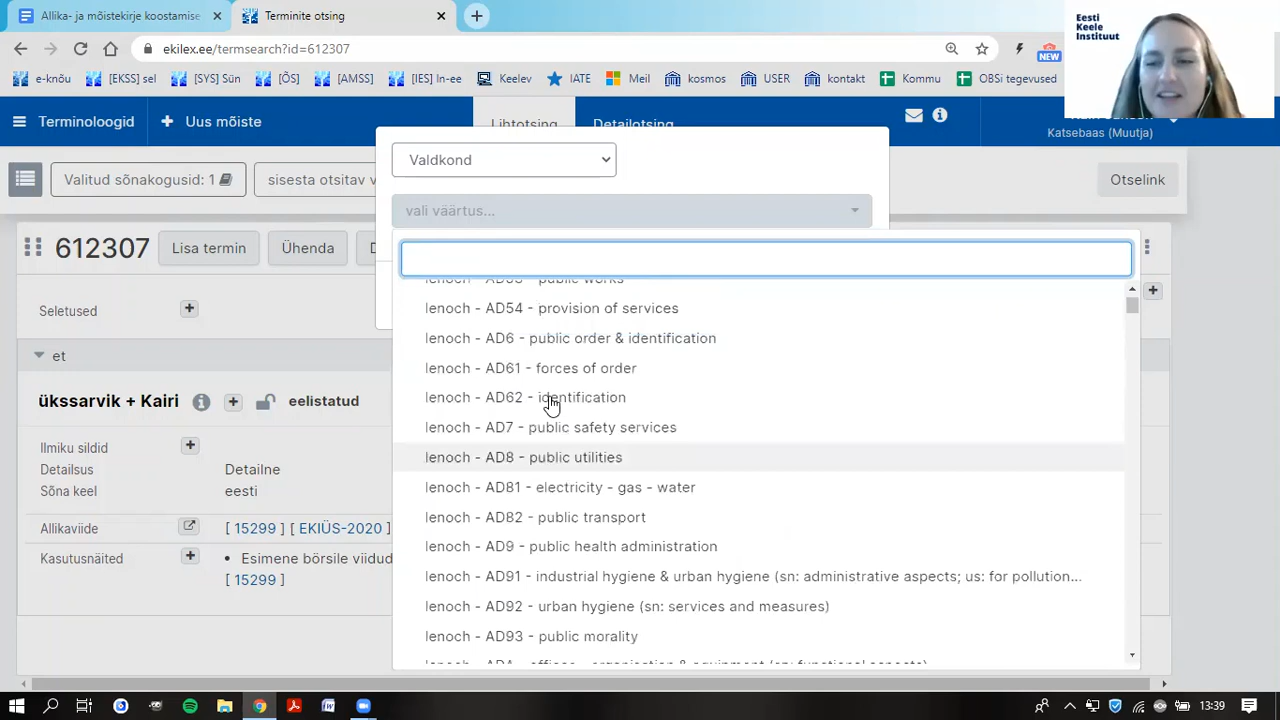 Allika- ja mõistekirje koostamise
Terminite otsing
ekilex.ee/termsearch?id=612307
NEW
Eesti
Keele
Instituut
e-knõu
[EKSS] sel
[SYS] Sün
[ÕS]
[AMSS]
[IES] In-ee
Keelev
IATE
Meil
kosmos
USER
kontakt
Kommu
OBSi tegevused
Terminoloogid
Uus mõiste
Lihtotsing
Detailotsing
Katsebaas (Muutja)
Valitud sõnakogusid: 1
sisesta otsitav v
Otselink
Valdkond
vali väärtus...
612307
Lisa termin
Ühenda
D
Seletused
et
ükssarvik + Kairi
eelistatud
Ilmiku sildid
Detailsus
Detailne
Sõna keel
eesti
Allikaviide
[ 15299 ] [ EKIÜS-2020 ]
Kasutusnäited
• Esimene börsile viidud
[ 15299 ]
lenoch - AD53 - public works
lenoch - AD54 - provision of services
lenoch - AD6 - public order & identification
lenoch - AD61 - forces of order
lenoch - AD62 - identification
lenoch - AD7 - public safety services
lenoch - AD8 - public utilities
lenoch - AD81 - electricity - gas - water
lenoch - AD82 - public transport
lenoch - AD9 - public health administration
lenoch - AD91 - industrial hygiene & urban hygiene (sn: administrative aspects; us: for pollution...
lenoch - AD92 - urban hygiene (sn: services and measures)
lenoch - AD93 - public morality
lenoch - ADA - offices - organisation & equipment (sn: functional aspects)
13:39